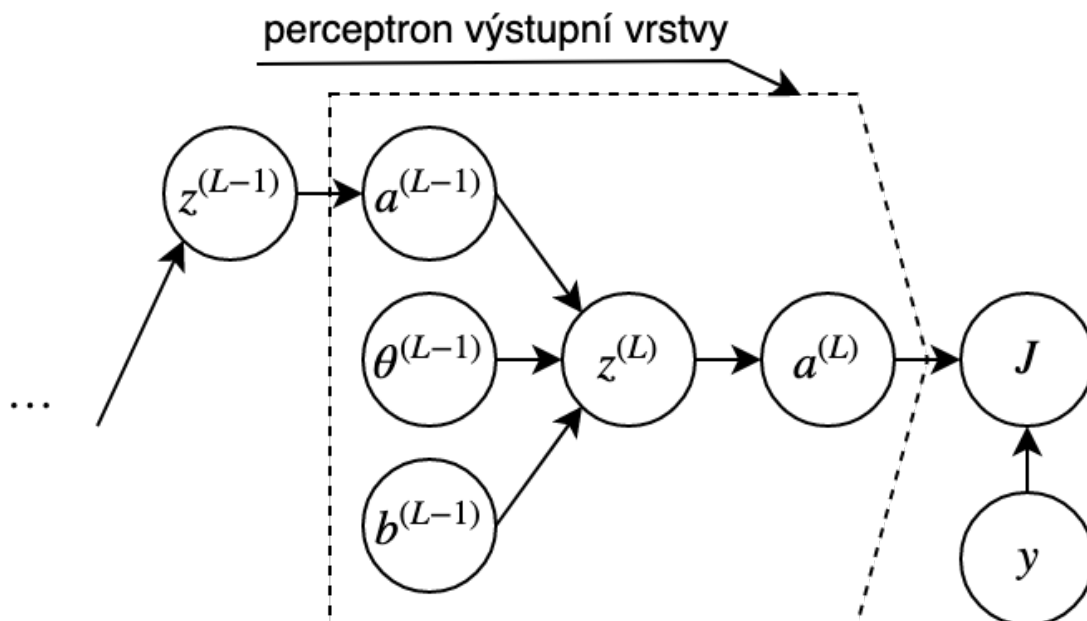 perceptron výstupní vrstvy
z^{(L−1)}
a^{(L−1)}
θ^{(L−1)}
z^{(L)}
a^{(L)}
J
...
b^{(L−1)}
y